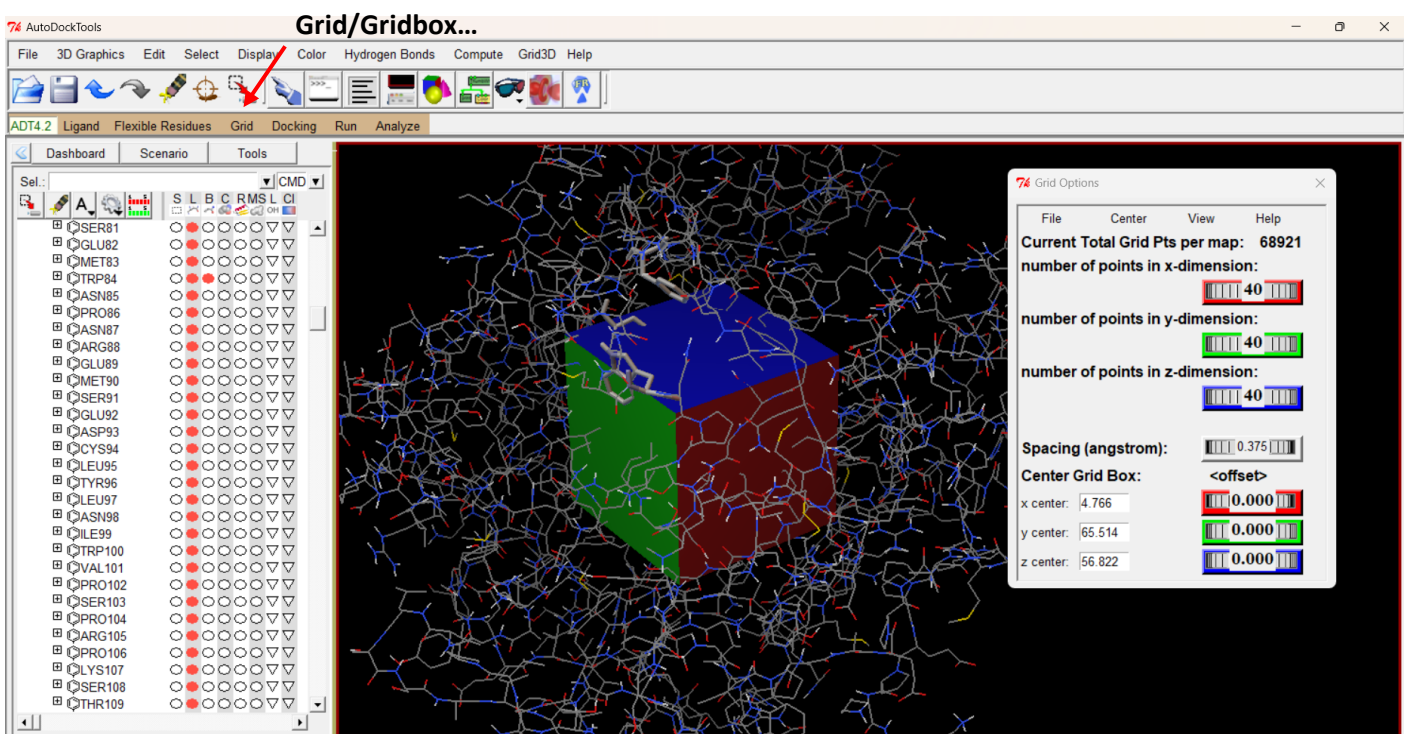 Grid/Gridbox...
AutoDockTools
File 3D Graphics Edit Select Display Color Hydrogen Bonds Compute Grid3D Help
ADT4.2 Ligand Flexible Residues Grid Docking Run Analyze
Dashboard Scenario Tools
Sel.: CMD
S L B C R MS L Cl
SER81
GLU82
MET83
TRP84
ASN85
PRO86
ASN87
ARG88
GLU89
MET90
SER91
GLU92
ASP93
CYS94
LEU95
TYR96
LEU97
ASN98
ILE99
TRP100
VAL101
PRO102
SER103
PRO104
ARG105
PRO106
LYS107
SER108
THR109
Grid Options
File Center View Help
Current Total Grid Pts per map: 68921
number of points in x-dimension:
40
number of points in y-dimension:
40
number of points in z-dimension:
40
Spacing (angstrom): 0.375
Center Grid Box: <offset>
x center: 4.766 0.000
y center: 65.514 0.000
z center: 56.822 0.000